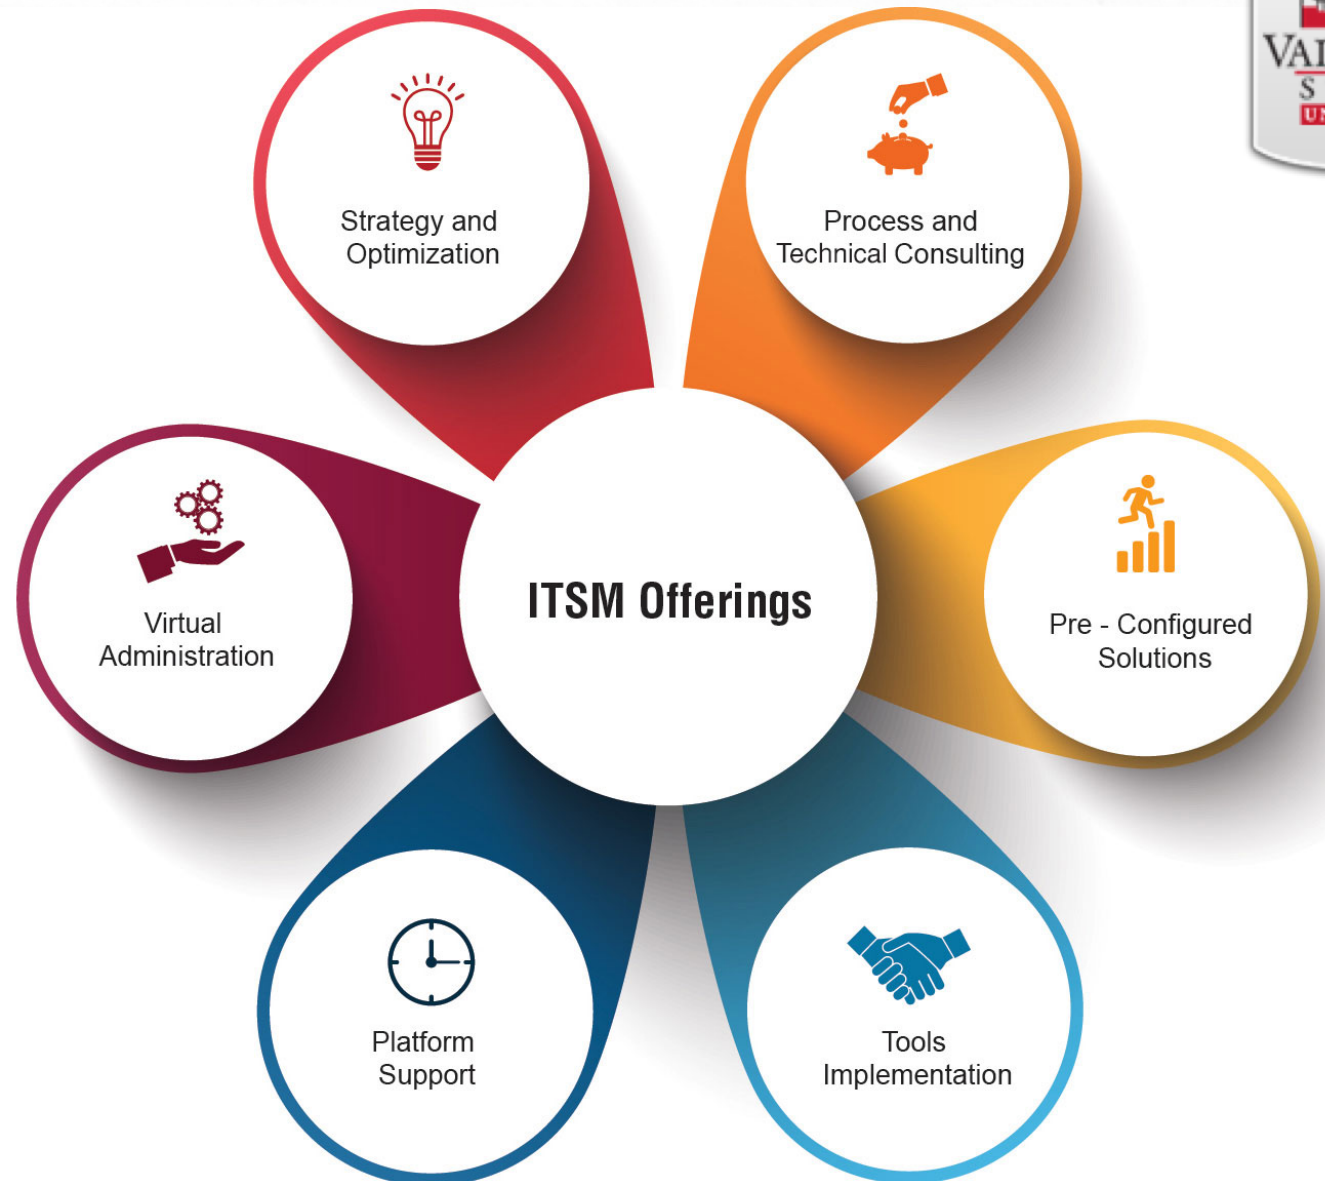 Strategy and
Optimization
Process and
Technical Consulting
Virtual
Administration
ITSM Offerings
Pre - Configured
Solutions
Platform
Support
Tools
Implementation